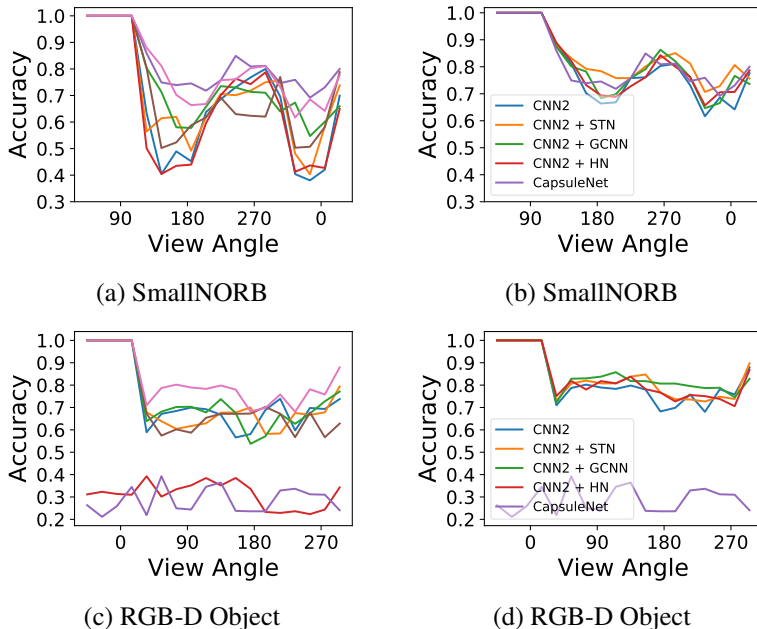 1.0
0.9
0.8
0.7
0.6
0.5
0.4
0.3
Accuracy
90 180 270 0
View Angle
(a) SmallNORB
1.0
0.9
0.8
0.7
0.6
0.5
0.4
0.3
Accuracy
CNN2
CNN2 + STN
CNN2 + GCNN
CNN2 + HN
CapsuleNet
90 180 270 0
View Angle
(b) SmallNORB
1.0
0.9
0.8
0.7
0.6
0.5
0.4
0.3
0.2
Accuracy
0 90 180 270
View Angle
(c) RGB-D Object
1.0
0.9
0.8
0.7
0.6
0.5
0.4
0.3
0.2
Accuracy
CNN2
CNN2 + STN
CNN2 + GCNN
CNN2 + HN
CapsuleNet
0 90 180 270
View Angle
(d) RGB-D Object